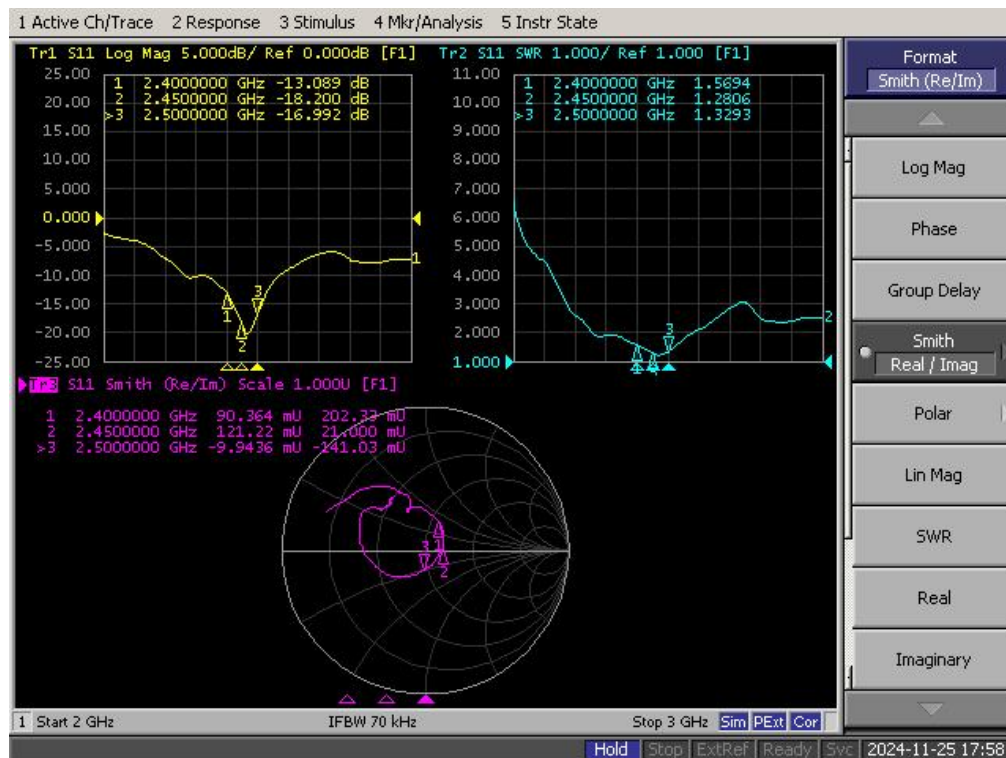 1 Active Ch/Trace 2 Response 3 Stimulus 4 Mkr/Analysis 5 Instr State
Tr1 S11 Log Mag 5.000dB/ Ref 0.000dB [F1]
25.00
20.00
15.00
10.00
5.000
0.000
-5.000
-10.00
-15.00
-20.00
-25.00
1 2.4000000 GHz -13.089 dB
2 2.4500000 GHz -18.200 dB
>3 2.5000000 GHz -16.992 dB
1
2
3
1
Tr2 S11 SWR 1.000/ Ref 1.000 [F1]
11.00
10.00
9.000
8.000
7.000
6.000
5.000
4.000
3.000
2.000
1.000
1 2.4000000 GHz 1.5694
2 2.4500000 GHz 1.2806
>3 2.5000000 GHz 1.3293
3
2
Tr3 S11 Smith (Re/Im) Scale 1.000U [F1]
1 2.4000000 GHz 90.364 mU 202.33 mU
2 2.4500000 GHz 121.22 mU 21.000 mU
>3 2.5000000 GHz -9.9436 mU -141.03 mU
3
1
2
1 Start 2 GHz IFBW 70 kHz Stop 3 GHz Sim PExt Cor
Hold Stop ExtRef Ready Svc 2024-11-25 17:58
Format
Smith (Re/Im)
Log Mag
Phase
Group Delay
Smith
Real / Imag
Polar
Lin Mag
SWR
Real
Imaginary